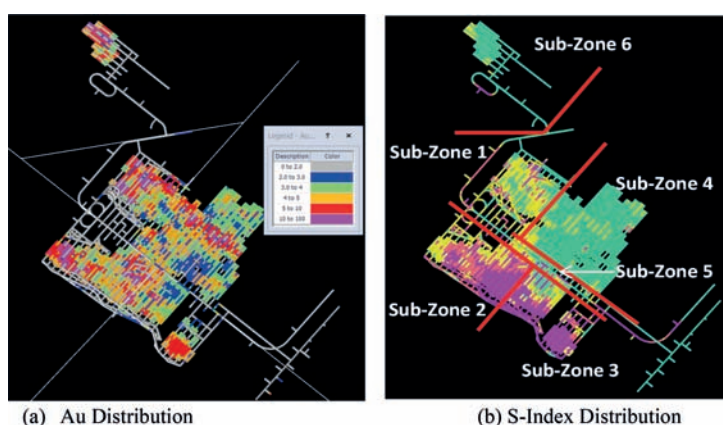 Legend - Au...
Description Color
0 to 2.0
2.0 to 3.0
3.0 to 4
4 to 5
5 to 10
10 to 100
Sub-Zone 6
Sub-Zone 1
Sub-Zone 4
Sub-Zone 5
Sub-Zone 2
Sub-Zone 3
(a) Au Distribution
(b) S-Index Distribution